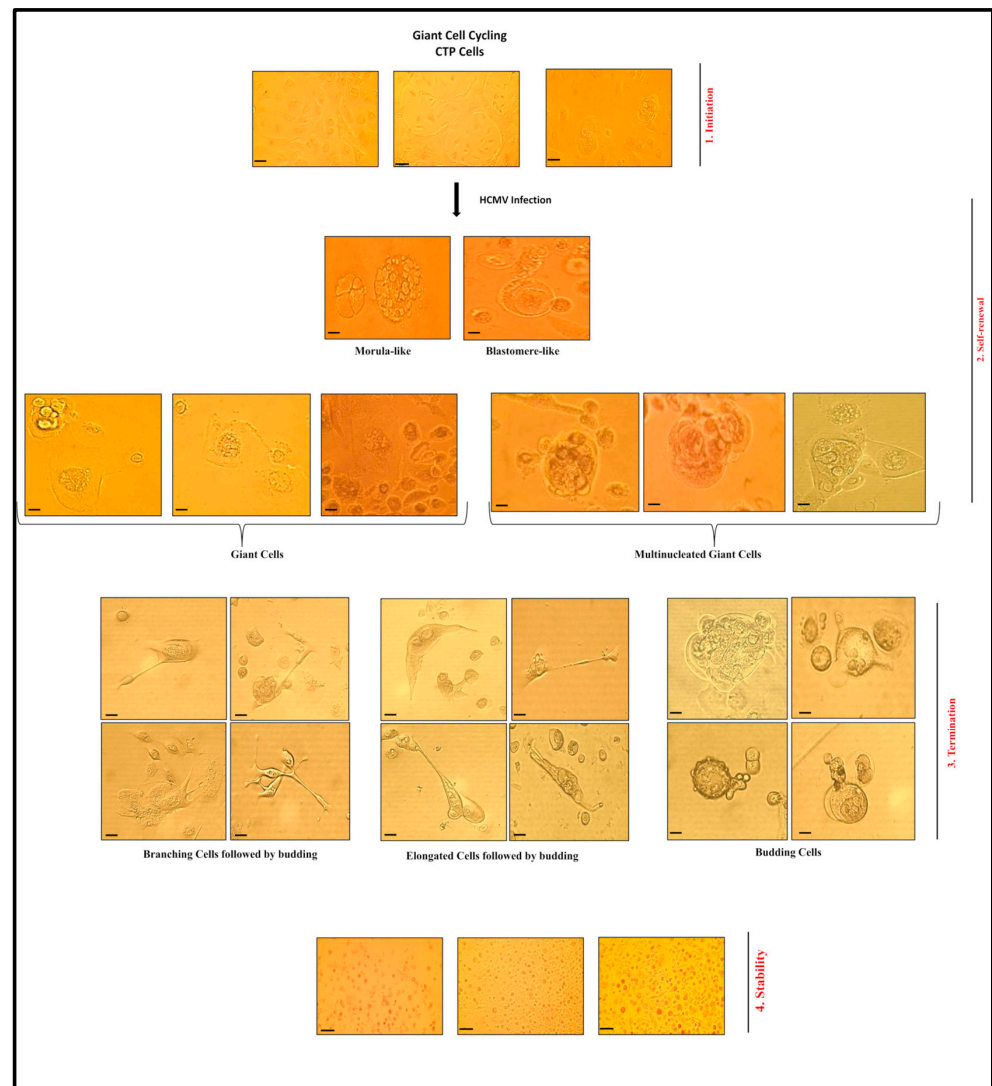 Giant Cell Cycling
CTP Cells
1. Initiation
HCMV Infection
Morula-like
Blastomere-like
2. Self-renewal
Giant Cells
Multinucleated Giant Cells
3. Termination
Branching Cells followed by budding
Elongated Cells followed by budding
Budding Cells
4. Stability